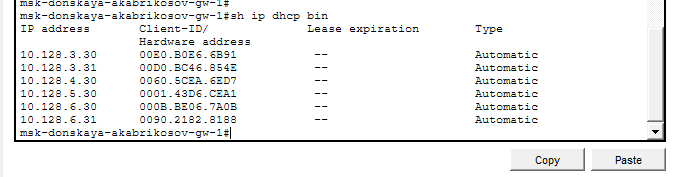 msk-donskaya-akabrikosov-gw-1#
msk-donskaya-akabrikosov-gw-1#sh ip dhcp bin
IP address Client-ID/ Lease expiration Type
Hardware address
10.128.3.30 00E0.B0E6.6B91 -- Automatic
10.128.3.31 00D0.BC46.854E -- Automatic
10.128.4.30 0060.5CEA.6ED7 -- Automatic
10.128.5.30 0001.43D6.CEA1 -- Automatic
10.128.6.30 000B.BE06.7A0B -- Automatic
10.128.6.31 0090.2182.8188 -- Automatic
msk-donskaya-akabrikosov-gw-1#
Copy Paste